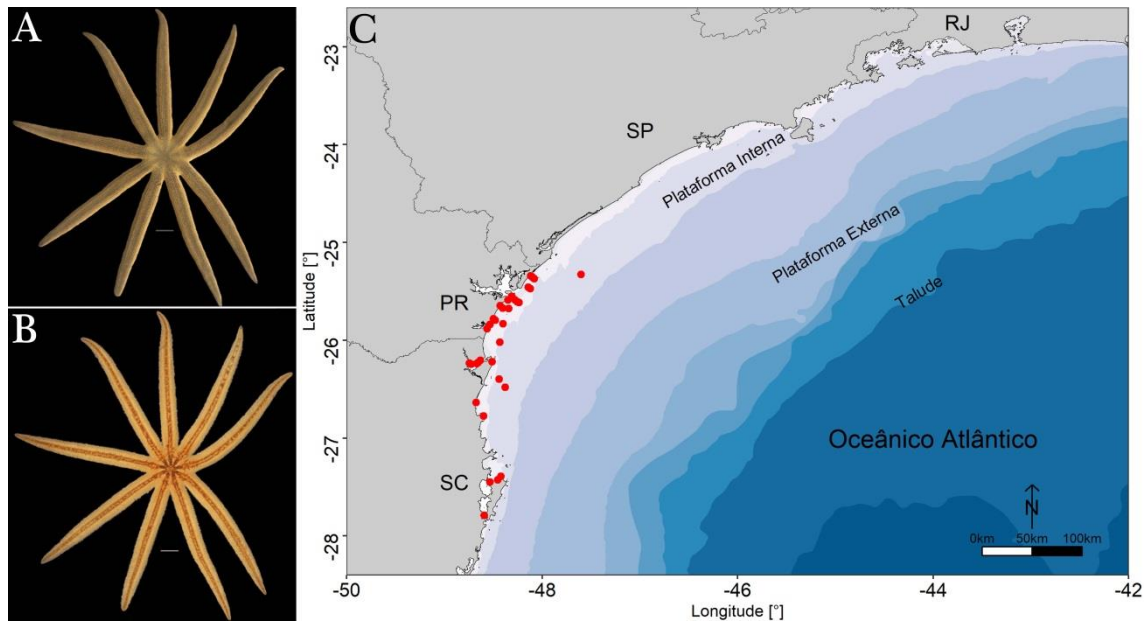 A
B
C
RJ
SP
PR
SC
Plataforma Interna
Plataforma Externa
Talude
Oceânico Atlântico
N
0km 50km 100km
-23
-24
-25
-26
-27
-28
Latitude [°]
-50 -48 -46 -44 -42
Longitude [°]